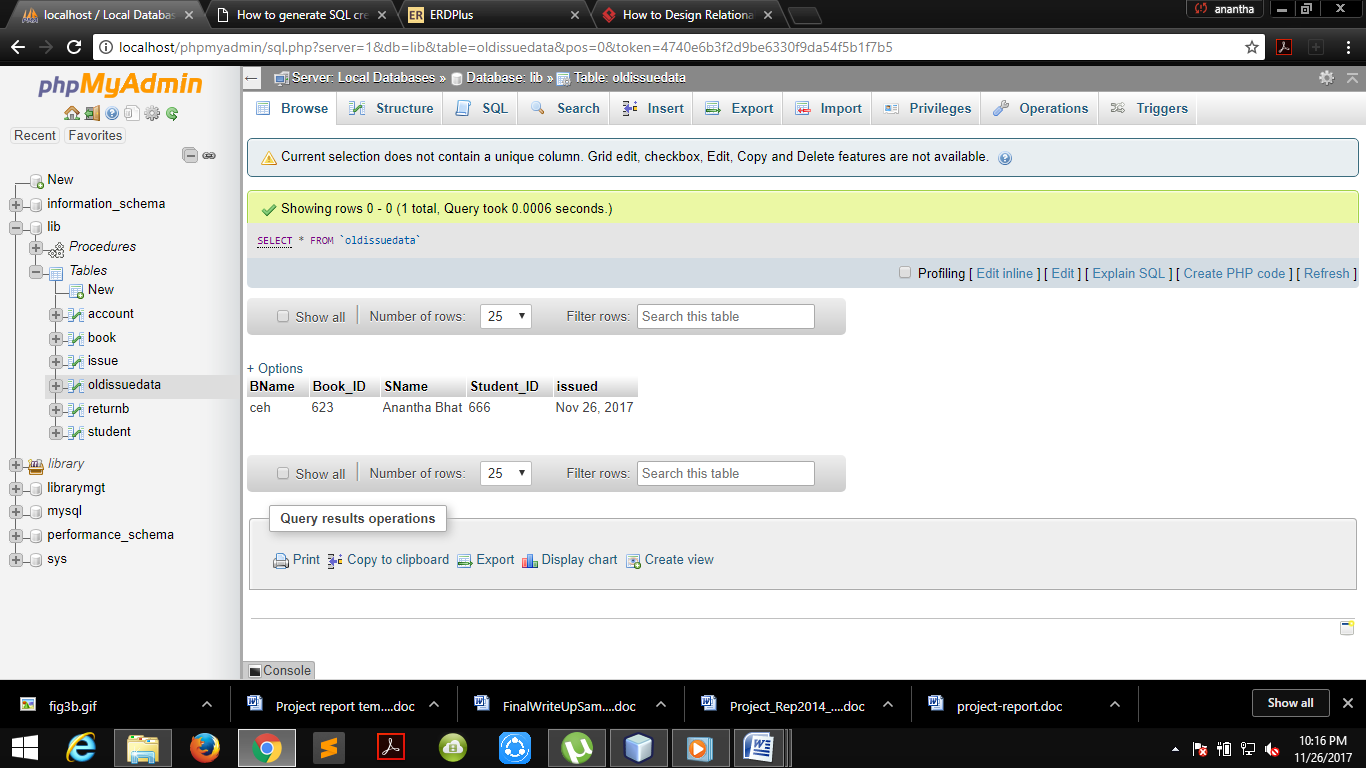 localhost / Local Databas
How to generate SQL cre
ERDPlus
How to Design Relationa
anantha
localhost/phpmyadmin/sql.php?server=1&db=lib&table=oldissuedata&pos=0&token=4740e6b3f2d9be6330f9da54f5b1f7b5
phpMyAdmin
Recent Favorites
New
information_schema
lib
Procedures
Tables
New
account
book
issue
oldissuedata
returnb
student
library
librarymgt
mysql
performance_schema
sys
Server: Local Databases » Database: lib » Table: oldissuedata
Browse Structure SQL Search Insert Export Import Privileges Operations Triggers
Current selection does not contain a unique column. Grid edit, checkbox, Edit, Copy and Delete features are not available.
Showing rows 0 - 0 (1 total, Query took 0.0006 seconds.)
SELECT * FROM `oldissuedata`
Profiling [ Edit inline ] [ Edit ] [ Explain SQL ] [ Create PHP code ] [ Refresh ]
Show all Number of rows: 25 Filter rows: Search this table
+ Options
BName Book_ID SName Student_ID issued
ceh 623 Anantha Bhat 666 Nov 26, 2017
Show all Number of rows: 25 Filter rows: Search this table
Query results operations
Print Copy to clipboard Export Display chart Create view
Console
fig3b.gif
Project report tem....doc
FinalWriteUpSam....doc
Project_Rep2014_....doc
project-report.doc
Show all
10:16 PM
11/26/2017